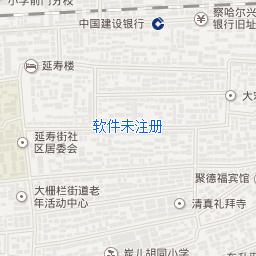 小学前门分校
中国建设银行
察哈尔兴
银行旧址
延寿楼
大宏
软件未注册
延寿街社
区居委会
聚德福宾馆
大栅栏街道老
年活动中心
清真礼拜寺
炭儿胡同小学